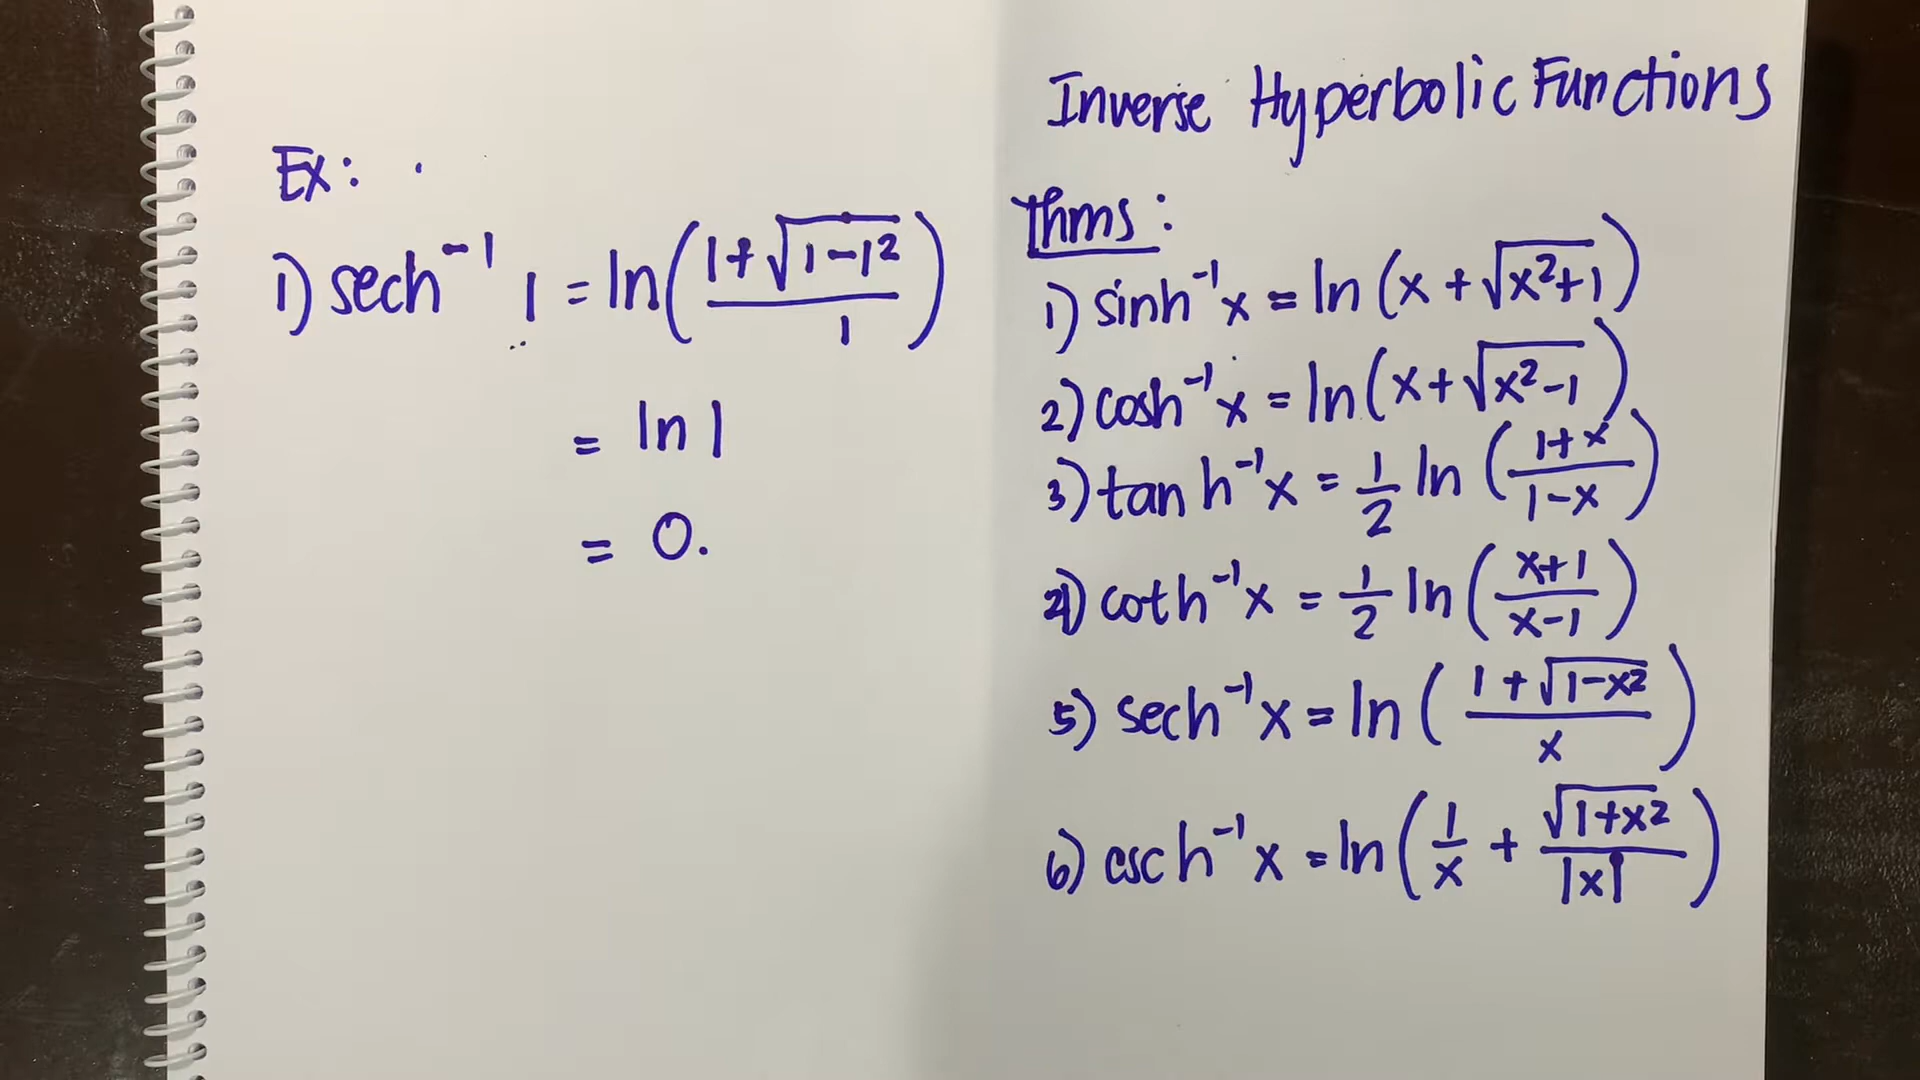 Inverse Hyperbolic Functions
Ex:
1) sech⁻¹ 1 = ln((1+√(1-1²))/1)
= ln 1
= 0.
Thms:
1) sinh⁻¹x = ln(x + √(x²+1))
2) cosh⁻¹x = ln(x+√(x²-1))
3) tanh⁻¹x = 1/2 ln((1+x)/(1-x))
4) coth⁻¹x = 1/2 ln((x+1)/(x-1))
5) sech⁻¹x = ln((1+√(1-x²))/x)
6) csch⁻¹x = ln(1/x + √(1+x²)/|x|)